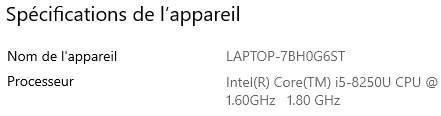 Spécifications de l’appareil
Nom de l'appareil LAPTOP-7BH0G6ST
Processeur Intel(R) Core(TM) i5-8250U CPU @
1.60GHz 1.80 GHz